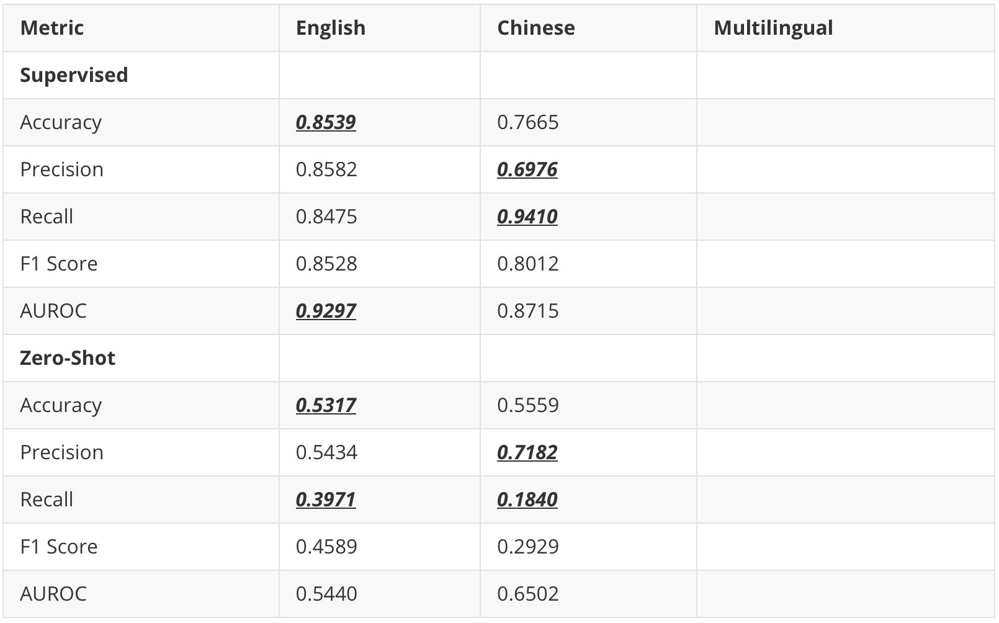 Metric English Chinese Multilingual
Supervised
Accuracy 0.8539 0.7665
Precision 0.8582 0.6976
Recall 0.8475 0.9410
F1 Score 0.8528 0.8012
AUROC 0.9297 0.8715
Zero-Shot
Accuracy 0.5317 0.5559
Precision 0.5434 0.7182
Recall 0.3971 0.1840
F1 Score 0.4589 0.2929
AUROC 0.5440 0.6502